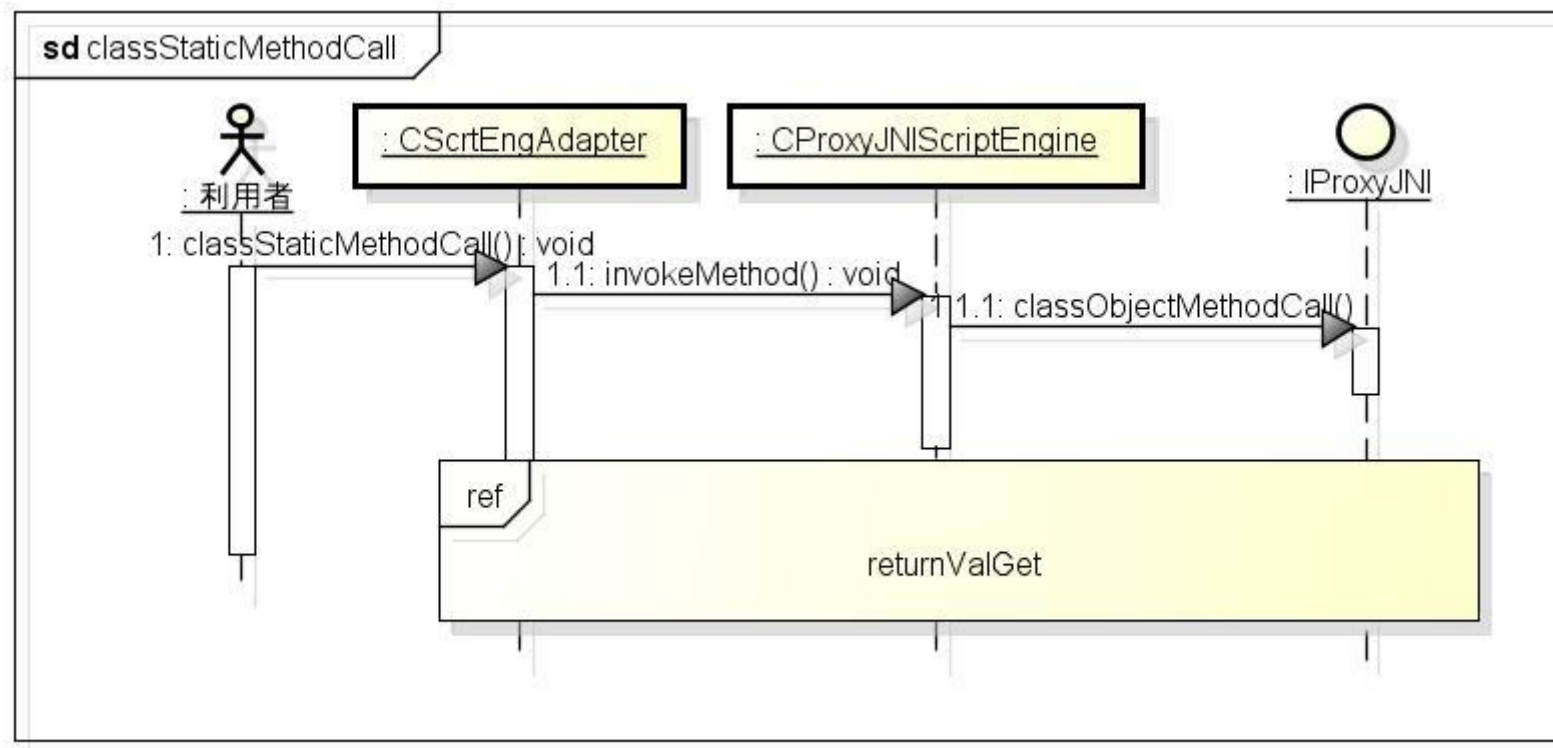 sd classStaticMethodCall
: 利用者
: CScrtEngAdapter
: CProxyJNIScriptEngine
: IProxyJNI
1: classStaticMethodCall() : void
1.1: invokeMethod() : void
1.1.1: classObjectMethodCall()
ref
returnValGet